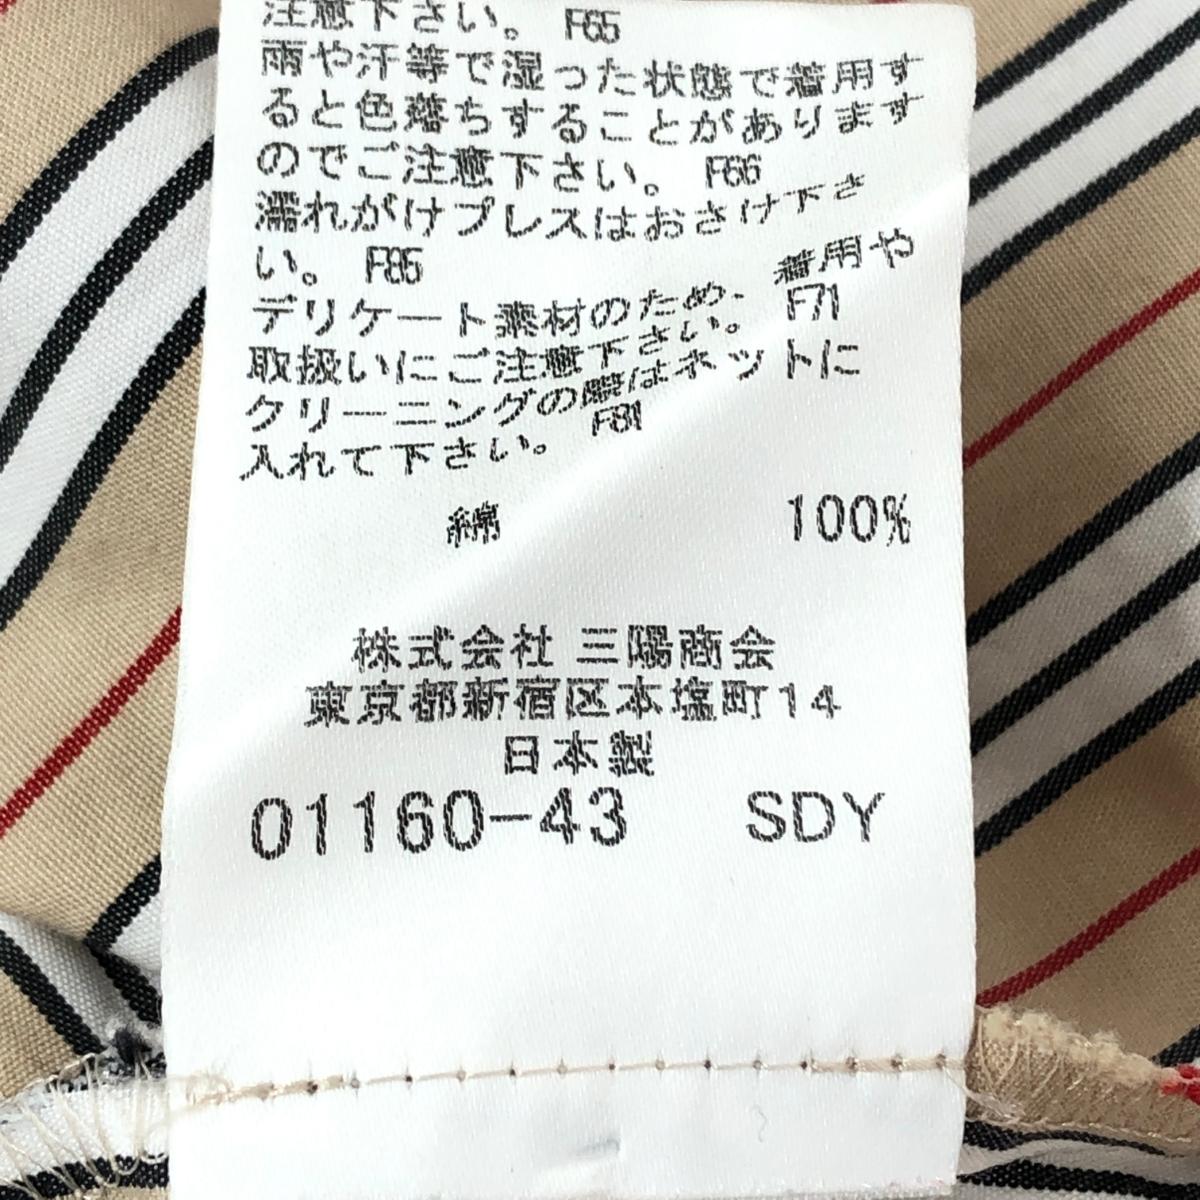 注意下さい。 F65
雨や汗等で湿った状態で着用す
ると色落ちすることがあります
のでご注意下さい。 F66
濡れがけプレスはおさけ下さ
い。 F85
デリケート素材のため、着用や
取扱いにご注意下さい。 F71
クリーニングの際はネットに
入れて下さい。 F81
綿 100%
株式会社 三陽商会
東京都新宿区本塩町14
日本製
01160-43 SDY